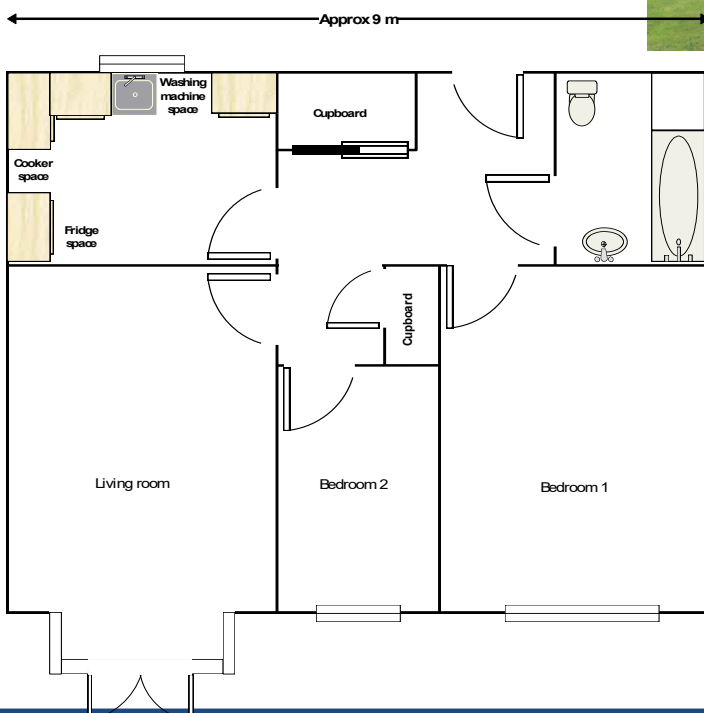 Approx 9 m
Washing
machine
space
Cupboard
Cooker
space
Fridge
space
Cupboard
Living room
Bedroom 2
Bedroom 1